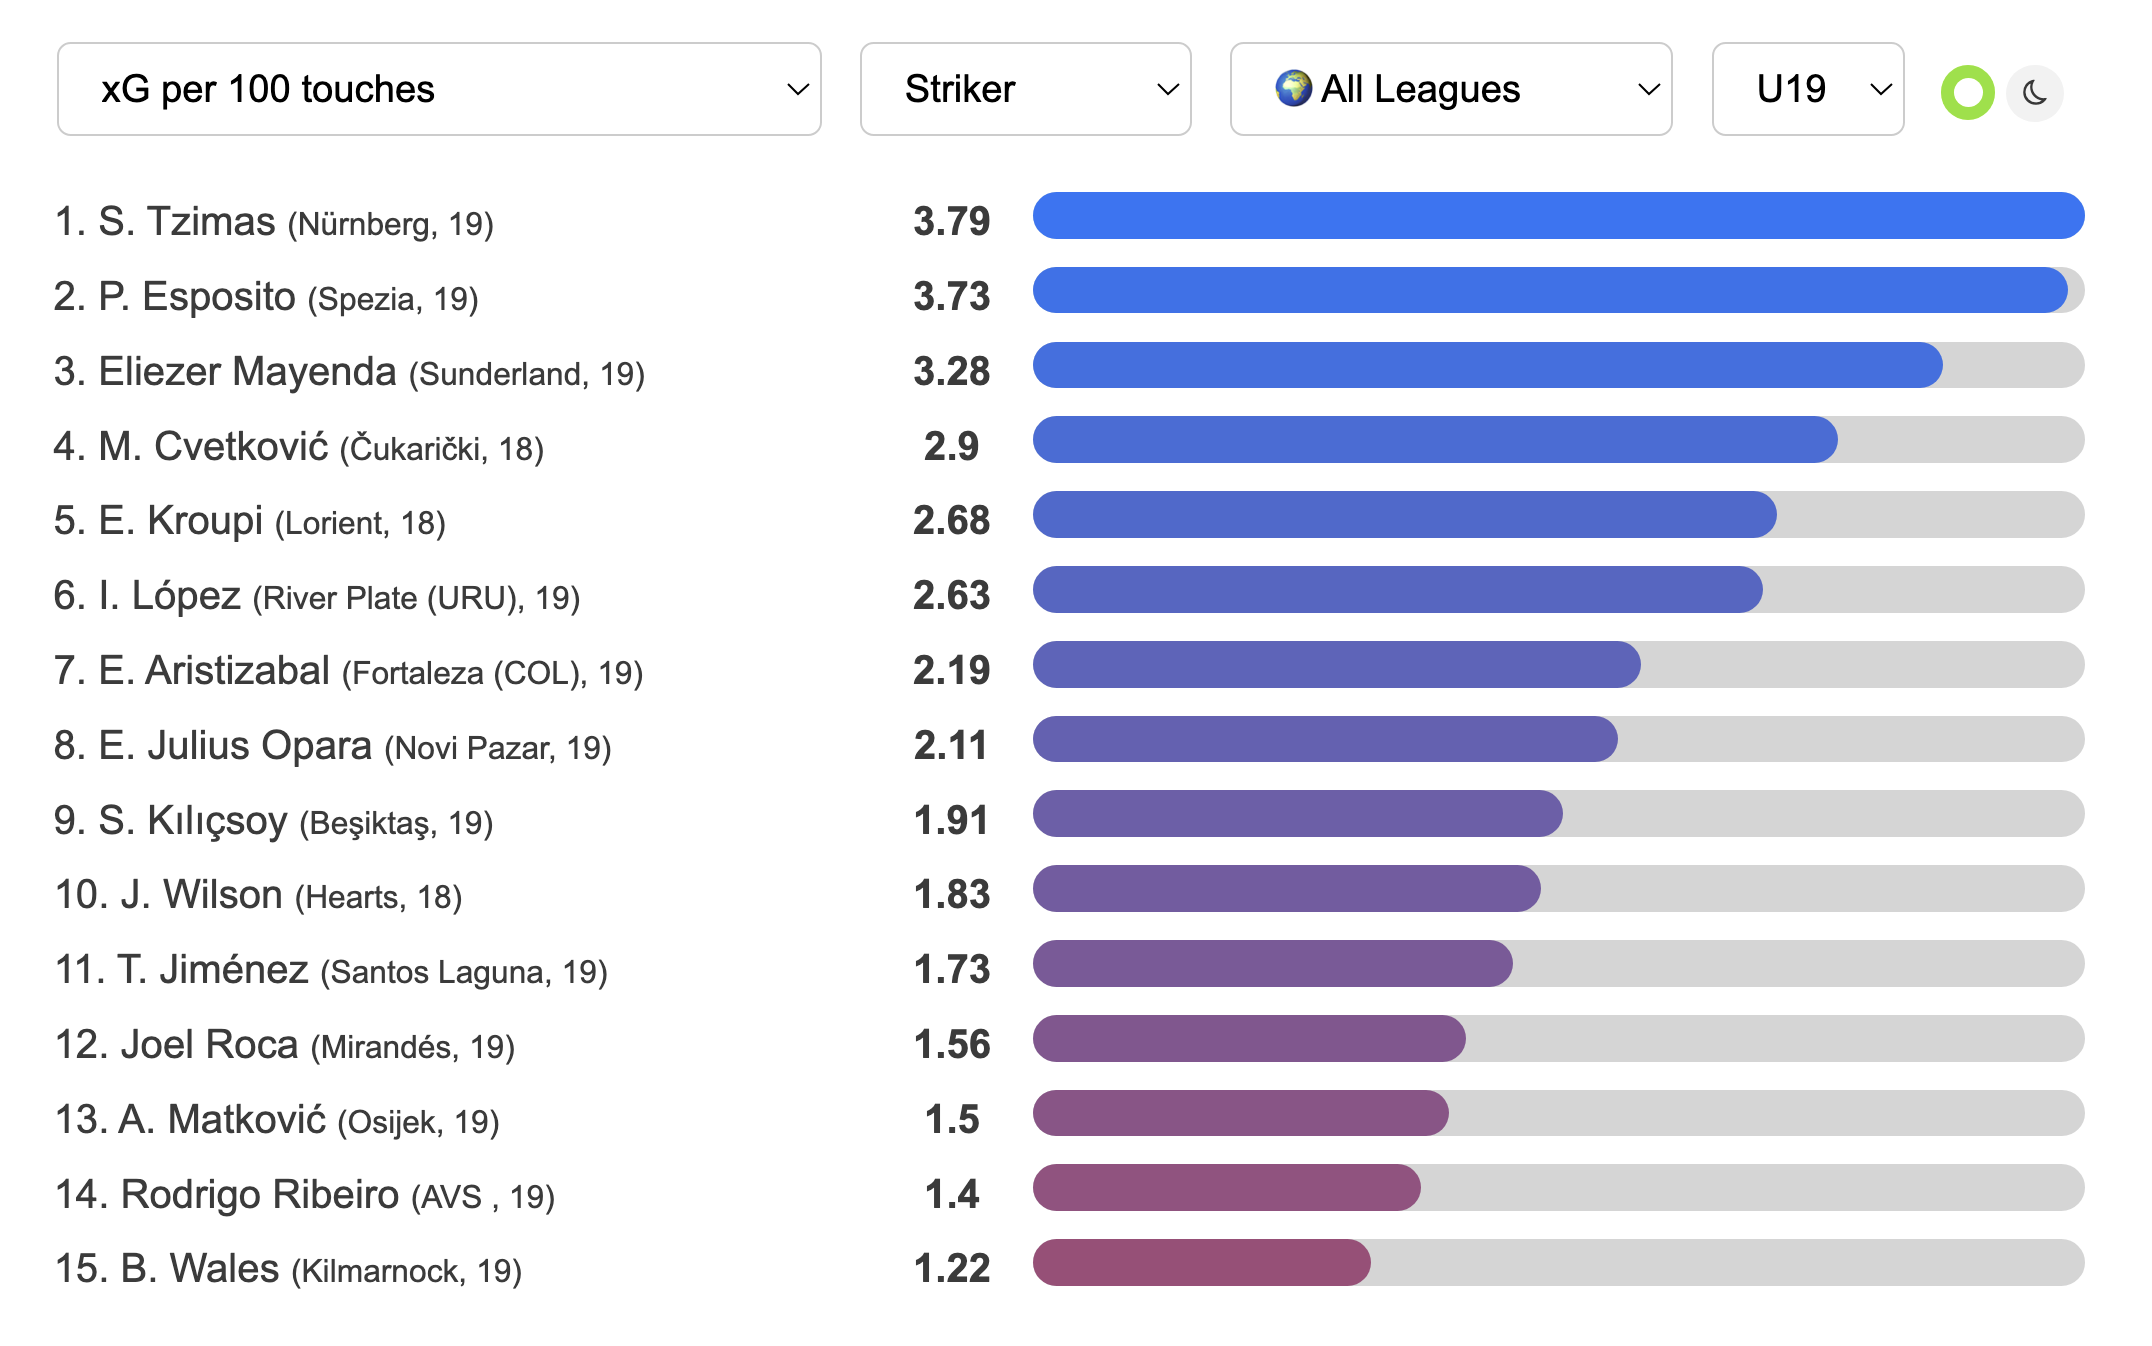 xG per 100 touches Striker 🌍 All Leagues U19
1. S. Tzimas (Nürnberg, 19) 3.79
2. P. Esposito (Spezia, 19) 3.73
3. Eliezer Mayenda (Sunderland, 19) 3.28
4. M. Cvetković (Čukarički, 18) 2.9
5. E. Kroupi (Lorient, 18) 2.68
6. I. López (River Plate (URU), 19) 2.63
7. E. Aristizabal (Fortaleza (COL), 19) 2.19
8. E. Julius Opara (Novi Pazar, 19) 2.11
9. S. Kılıçsoy (Beşiktaş, 19) 1.91
10. J. Wilson (Hearts, 18) 1.83
11. T. Jiménez (Santos Laguna, 19) 1.73
12. Joel Roca (Mirandés, 19) 1.56
13. A. Matković (Osijek, 19) 1.5
14. Rodrigo Ribeiro (AVS , 19) 1.4
15. B. Wales (Kilmarnock, 19) 1.22